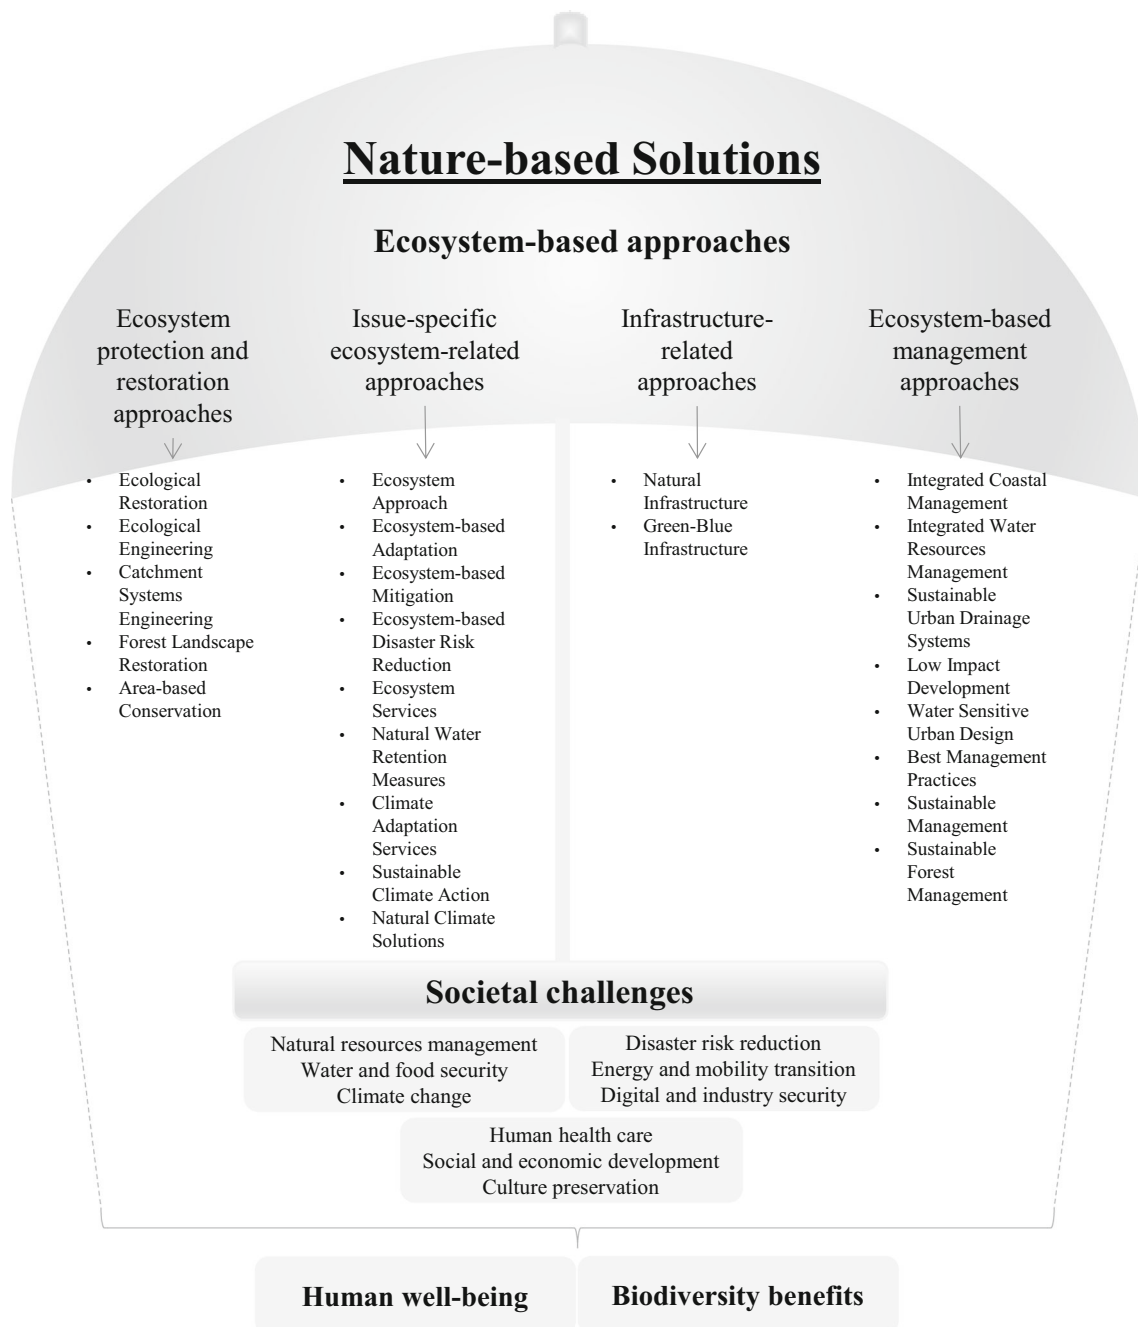 Nature-based Solutions
Ecosystem-based approaches
Ecosystem
protection and
restoration
approaches
• Ecological
Restoration
• Ecological
Engineering
• Catchment
Systems
Engineering
• Forest Landscape
Restoration
• Area-based
Conservation
Issue-specific
ecosystem-related
approaches
• Ecosystem
Approach
• Ecosystem-based
Adaptation
• Ecosystem-based
Mitigation
• Ecosystem-based
Disaster Risk
Reduction
• Ecosystem
Services
• Natural Water
Retention
Measures
• Climate
Adaptation
Services
• Sustainable
Climate Action
• Natural Climate
Solutions
Infrastructure-
related
approaches
• Natural
Infrastructure
• Green-Blue
Infrastructure
Ecosystem-based
management
approaches
• Integrated Coastal
Management
• Integrated Water
Resources
Management
• Sustainable
Urban Drainage
Systems
• Low Impact
Development
• Water Sensitive
Urban Design
• Best Management
Practices
• Sustainable
Management
• Sustainable
Forest
Management
Societal challenges
Natural resources management
Water and food security
Climate change
Disaster risk reduction
Energy and mobility transition
Digital and industry security
Human health care
Social and economic development
Culture preservation
Human well-being
Biodiversity benefits